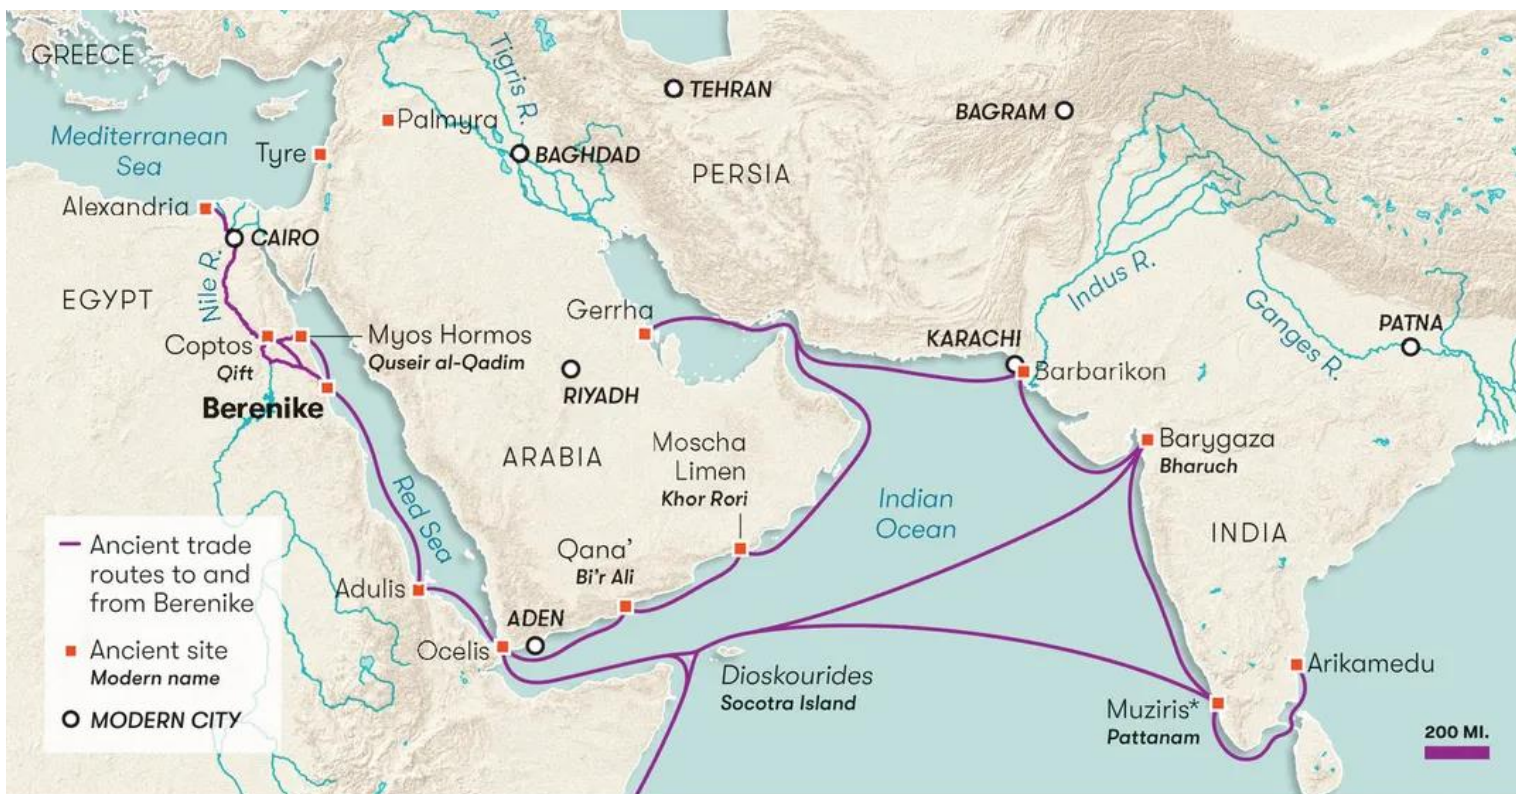 GREECE
Mediterranean
Sea
Tyre
Palmyra
Tigris R.
BAGHDAD
TEHRAN
PERSIA
BAGRAM
Alexandria
CAIRO
Nile R.
EGYPT
Coptos
Qift
Myos Hormos
Quseir al-Qadim
Berenike
Gerrha
RIYADH
ARABIA
Moscha
Limen
Khor Rori
Qana’
Bi’r Ali
Red Sea
Adulis
ADEN
Ocelis
Dioskourides
Socotra Island
Indian
Ocean
KARACHI
Barbarikon
Indus R.
Ganges R.
PATNA
Barygaza
Bharuch
INDIA
Arikamedu
Muziris*
Pattanam
Ancient trade
routes to and
from Berenike
Ancient site
Modern name
MODERN CITY
200 MI.